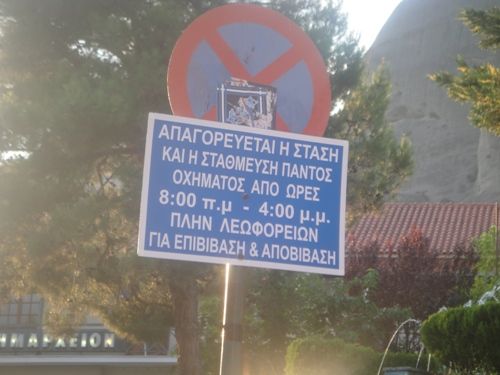 ΑΠΑΓΟΡΕΥΕΤΑΙ Η ΣΤΑΣΗ
ΚΑΙ Η ΣΤΑΘΜΕΥΣΗ ΠΑΝΤΟΣ
ΟΧΗΜΑΤΟΣ ΑΠΟ ΩΡΕΣ
8:00 π.μ - 4:00 μ.μ.
ΠΛΗΝ ΛΕΩΦΟΡΕΙΩΝ
ΓΙΑ ΕΠΙΒΙΒΑΣΗ & ΑΠΟΒΙΒΑΣΗ